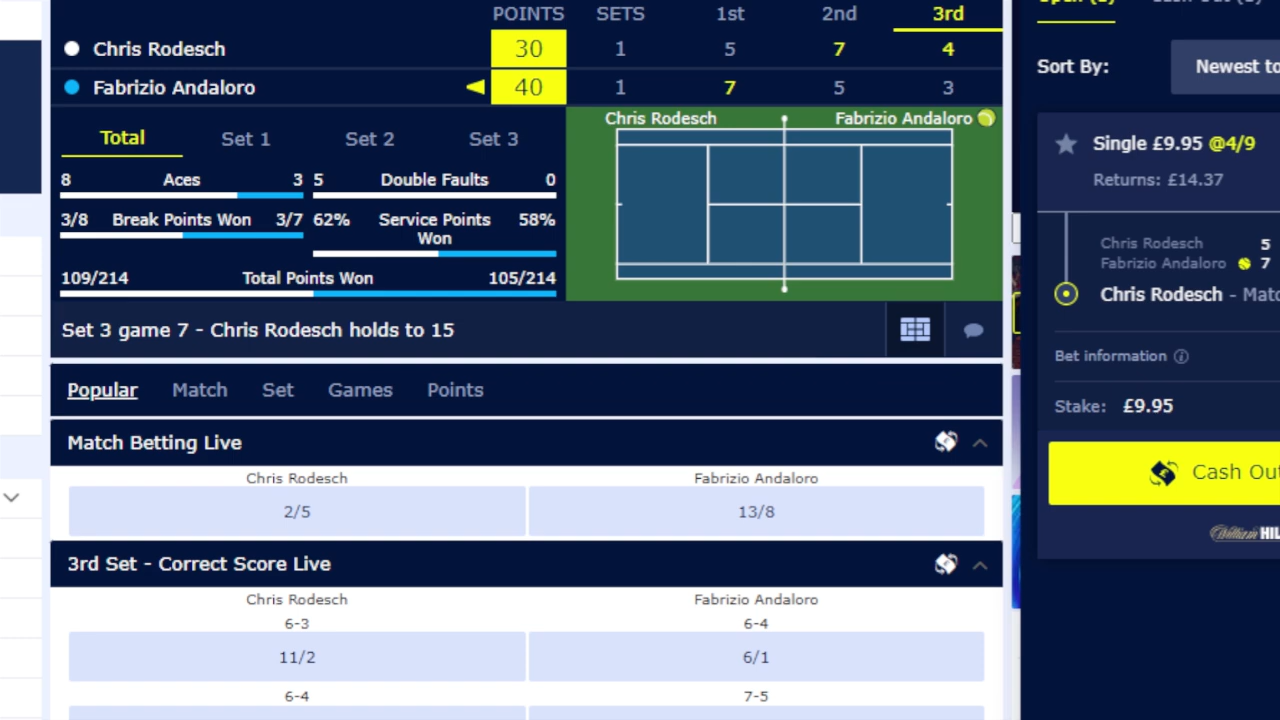 POINTS SETS 1st 2nd 3rd
Chris Rodesch 30 1 5 7 4
Fabrizio Andaloro 40 1 7 5 3
Total Set 1 Set 2 Set 3
8 Aces 3 5 Double Faults 0
3/8 Break Points Won 3/7 62% Service Points Won 58%
109/214 Total Points Won 105/214
Chris Rodesch Fabrizio Andaloro
Set 3 game 7 - Chris Rodesch holds to 15
Popular Match Set Games Points
Match Betting Live
Chris Rodesch Fabrizio Andaloro
2/5 13/8
3rd Set - Correct Score Live
Chris Rodesch Fabrizio Andaloro
6-3 6-4
11/2 6/1
6-4 7-5
Sort By: Newest to
Single £9.95 @4/9
Returns: £14.37
Chris Rodesch 5
Fabrizio Andaloro 7
Chris Rodesch - Matc
Bet information
Stake: £9.95
Cash Out
William HIL